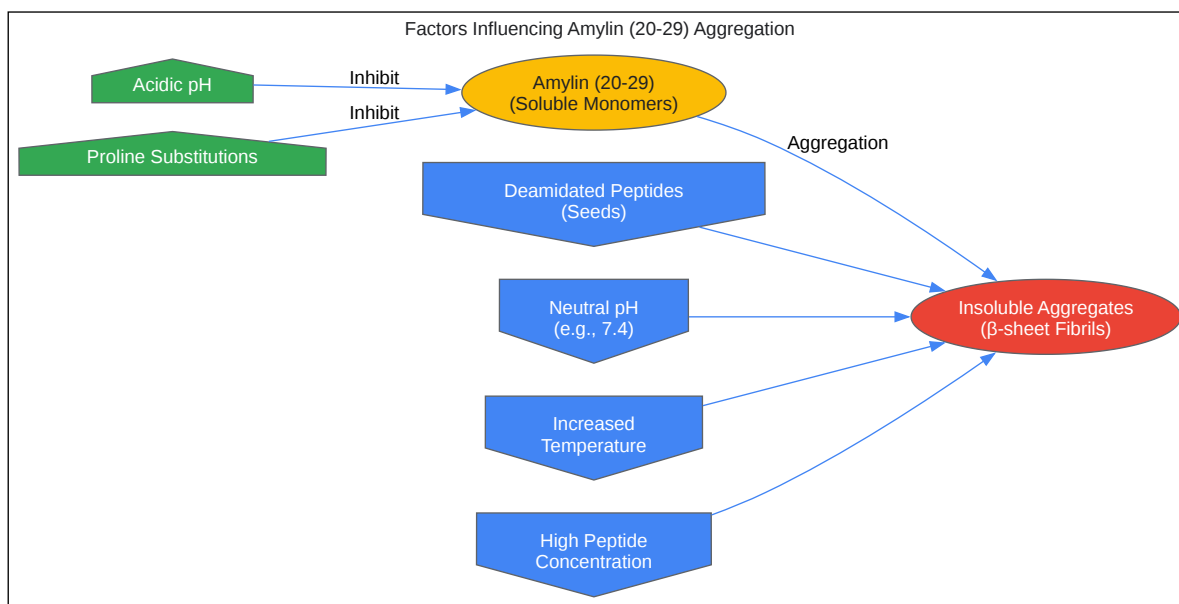 Factors Influencing Amylin (20-29) Aggregation
Acidic pH
Inhibit
Amylin (20-29)
(Soluble Monomers)
Inhibit
Proline Substitutions
Aggregation
Deamidated Peptides
(Seeds)
Neutral pH
(e.g., 7.4)
Insoluble Aggregates
(β-sheet Fibrils)
Increased
Temperature
High Peptide
Concentration